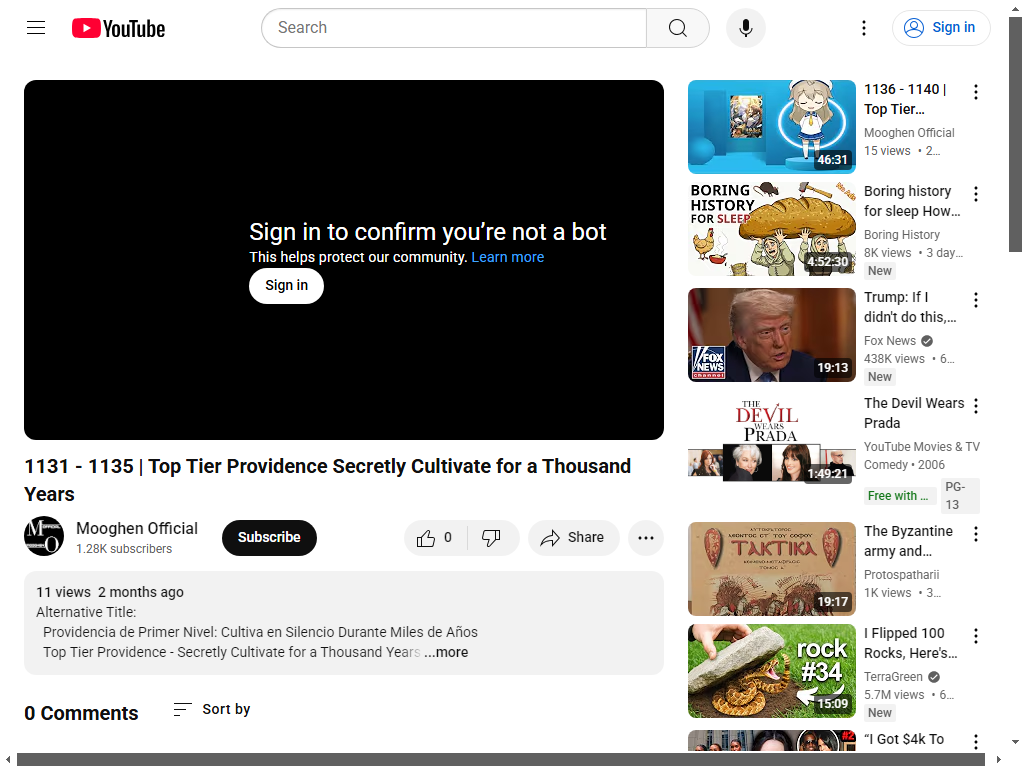 YouTube
Search
Sign in
Sign in to confirm you're not a bot
This helps protect our community. Learn more
Sign in
1131 - 1135 | Top Tier Providence Secretly Cultivate for a Thousand
Years
Mooghen Official
1.28K subscribers
Subscribe
0
Share
11 views 2 months ago
Alternative Title:
Providencia de Primer Nivel: Cultiva en Silencio Durante Miles de Años
Top Tier Providence - Secretly Cultivate for a Thousand Years ...more
0 Comments
Sort by
46:31
1136 - 1140 |
Top Tier…
Mooghen Official
15 views • 2…
BORING
HISTORY
FOR SLEEP
No Ads
4:52:30
Boring history
for sleep How…
Boring History
8K views • 3 day…
New
FOX
NEWS
channel
19:13
Trump: If I
didn't do this,…
Fox News
438K views • 6…
New
THE
DEVIL
WEARS
PRADA
1:49:21
The Devil Wears
Prada
YouTube Movies & TV
Comedy • 2006
Free with …
PG-
13
ΤΑΚΤΙΚΑ
19:17
The Byzantine
army and…
Protospatharii
1K views • 3…
rock
#34
15:09
I Flipped 100
Rocks, Here's…
TerraGreen
5.7M views • 6…
New
#2
“I Got $4k To